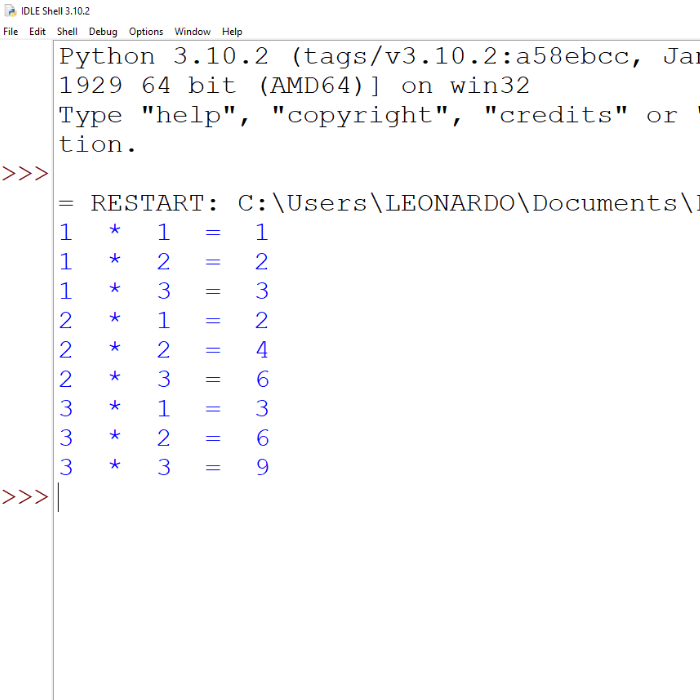 IDLE Shell 3.10.2
File Edit Shell Debug Options Window Help
Python 3.10.2 (tags/v3.10.2:a58ebcc, Jan
1929 64 bit (AMD64)] on win32
Type "help", "copyright", "credits" or "
tion.
>>>
= RESTART: C:\Users\LEONARDO\Documents\
1 * 1 = 1
1 * 2 = 2
1 * 3 = 3
2 * 1 = 2
2 * 2 = 4
2 * 3 = 6
3 * 1 = 3
3 * 2 = 6
3 * 3 = 9
>>>